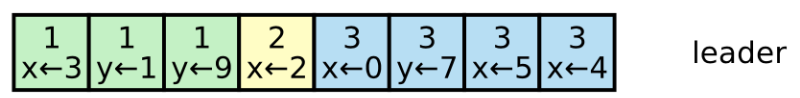 1 1 1 2 3 3 3 3
x←3 y←1 y←9 x←2 x←0 y←7 x←5 x←4
leader